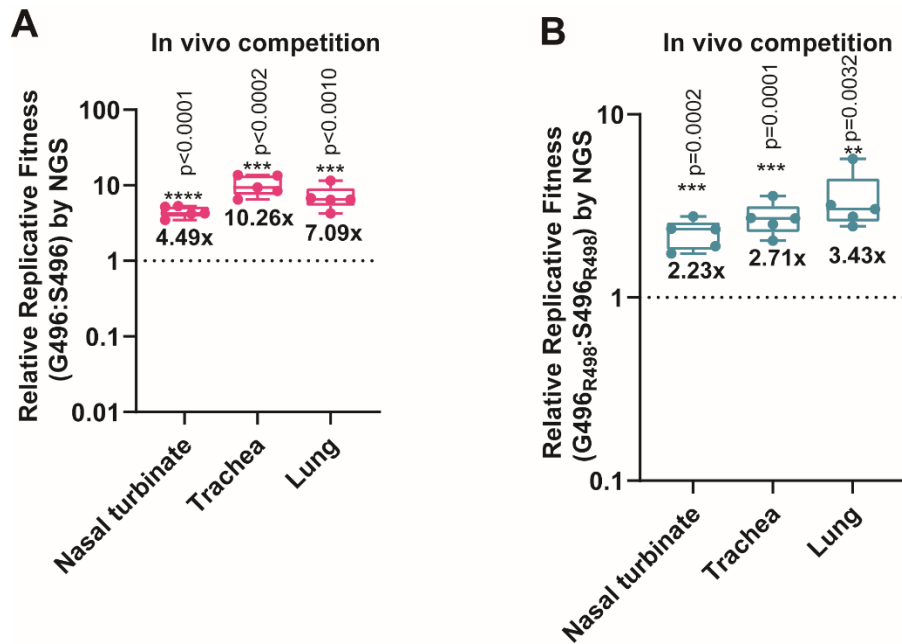 A
In vivo competition
Relative Replicative Fitness
(G496:S496) by NGS
100
10
1
0.1
0.01
p<0.0001
p<0.0002
p<0.0010
****
***
***
4.49x
10.26x
7.09x
Nasal turbinate
Trachea
Lung
B
In vivo competition
Relative Replicative Fitness
(G496R498:S496R498) by NGS
10
1
0.1
p=0.0002
p=0.0001
p=0.0032
***
***
**
2.23x
2.71x
3.43x
Nasal turbinate
Trachea
Lung